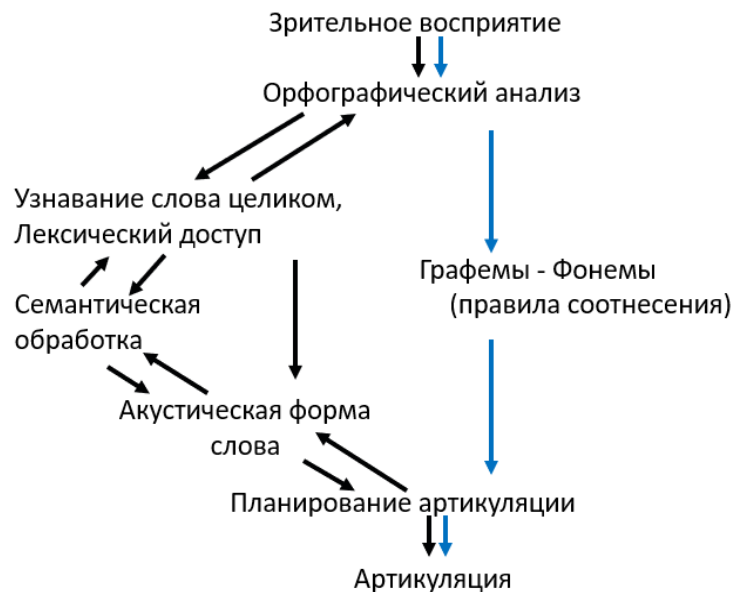 Зрительное восприятие
Орфографический анализ
Узнавание слова целиком,
Лексический доступ
Графемы - Фонемы
(правила соотнесения)
Семантическая
обработка
Акустическая форма
слова
Планирование артикуляции
Артикуляция